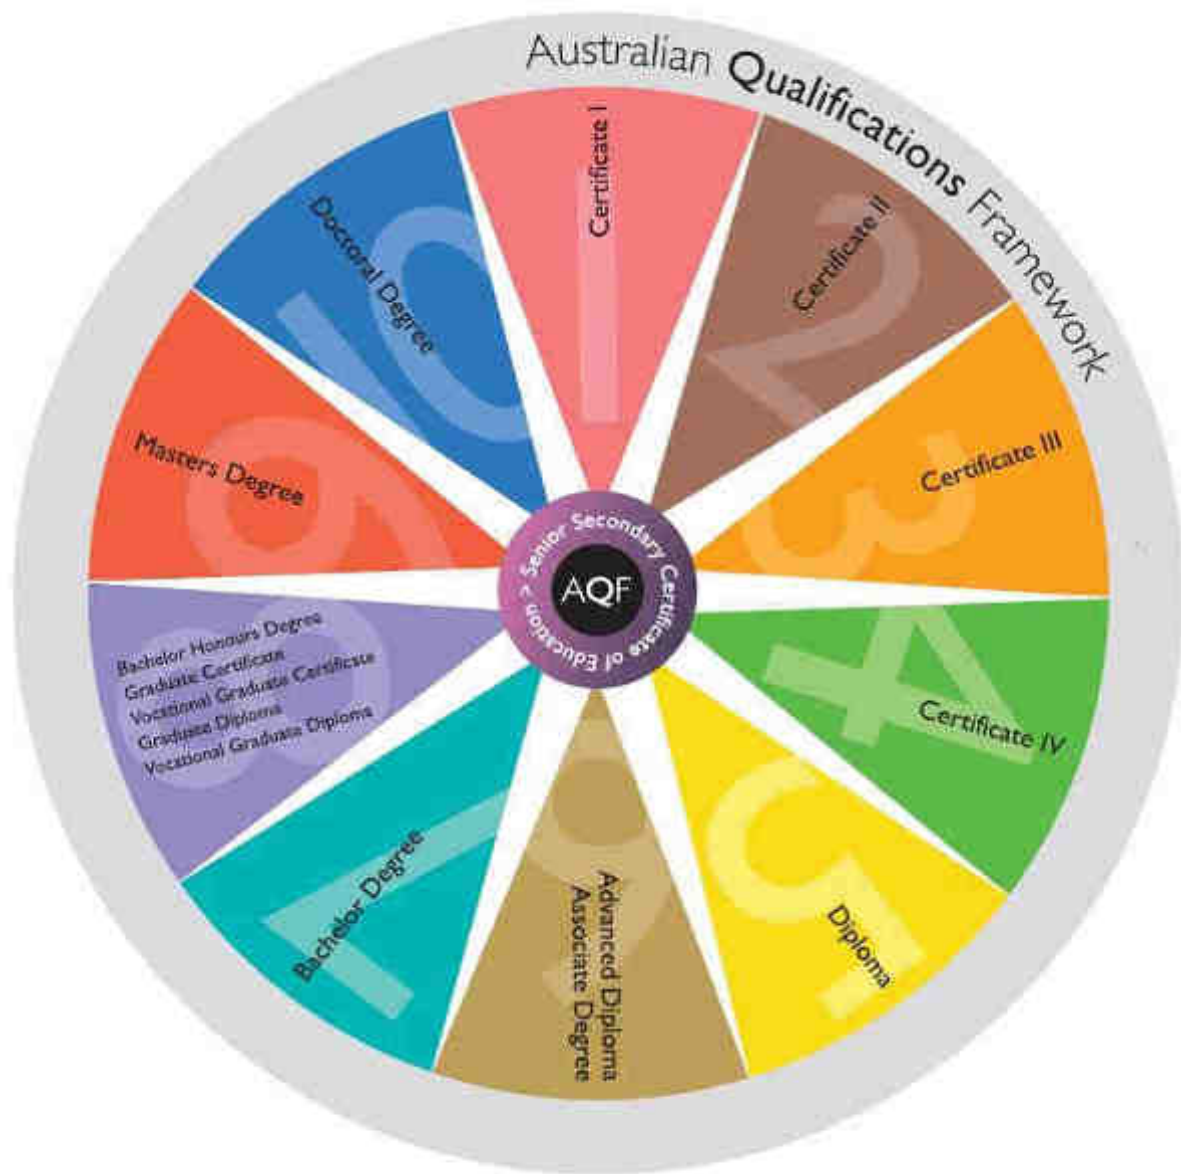 Australian Qualifications Framework
1
Certificate I
2
Certificate II
3
Certificate III
4
Certificate IV
5
Diploma
6
Advanced Diploma
Associate Degree
7
Bachelor Degree
8
Bachelor Honours Degree
Graduate Certificate
Vocational Graduate Certificate
Graduate Diploma
Vocational Graduate Diploma
9
Masters Degree
10
Doctoral Degree
> Senior Secondary Certificate of Education
AQF